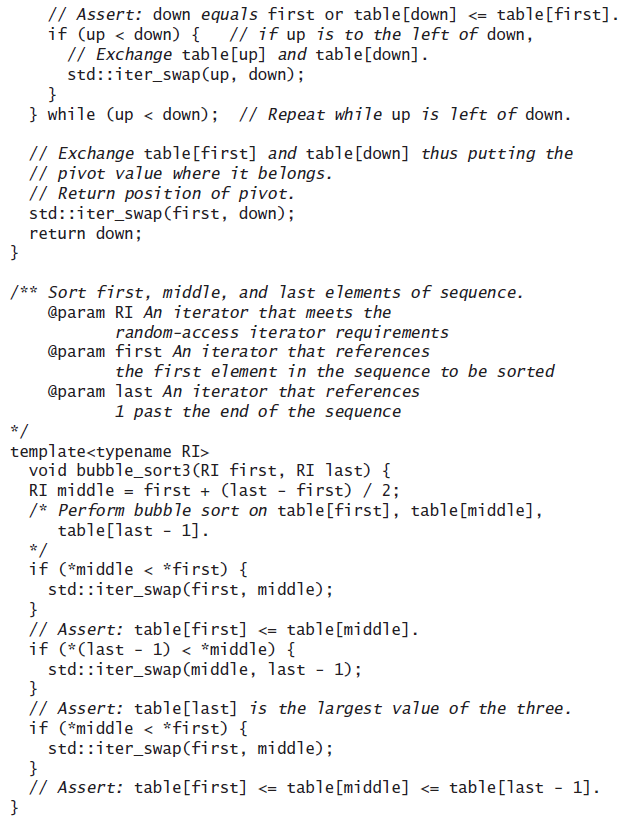 // Assert: down equals first or table[down] <= table[first].
if (up < down) {   // if up is to the left of down,
// Exchange table[up] and table[down].
std::iter_swap(up, down);
}
} while (up < down);  // Repeat while up is left of down.
// Exchange table[first] and table[down] thus putting the
// pivot value where it belongs.
// Return position of pivot.
std::iter_swap(first, down);
return down;
}
/** Sort first, middle, and last elements of sequence.
@param RI An iterator that meets the
random-access iterator requirements
@param first An iterator that references
the first element in the sequence to be sorted
@param last An iterator that references
1 past the end of the sequence
*/
template<typename RI>
void bubble_sort3(RI first, RI last) {
RI middle = first + (last - first) / 2;
/* Perform bubble sort on table[first], table[middle],
table[last - 1].
*/
if (*middle < *first) {
std::iter_swap(first, middle);
}
// Assert: table[first] <= table[middle].
if (*(last - 1) < *middle) {
std::iter_swap(middle, last - 1);
}
// Assert: table[last] is the largest value of the three.
if (*middle < *first) {
std::iter_swap(first, middle);
}
// Assert: table[first] <= table[middle] <= table[last - 1].
}